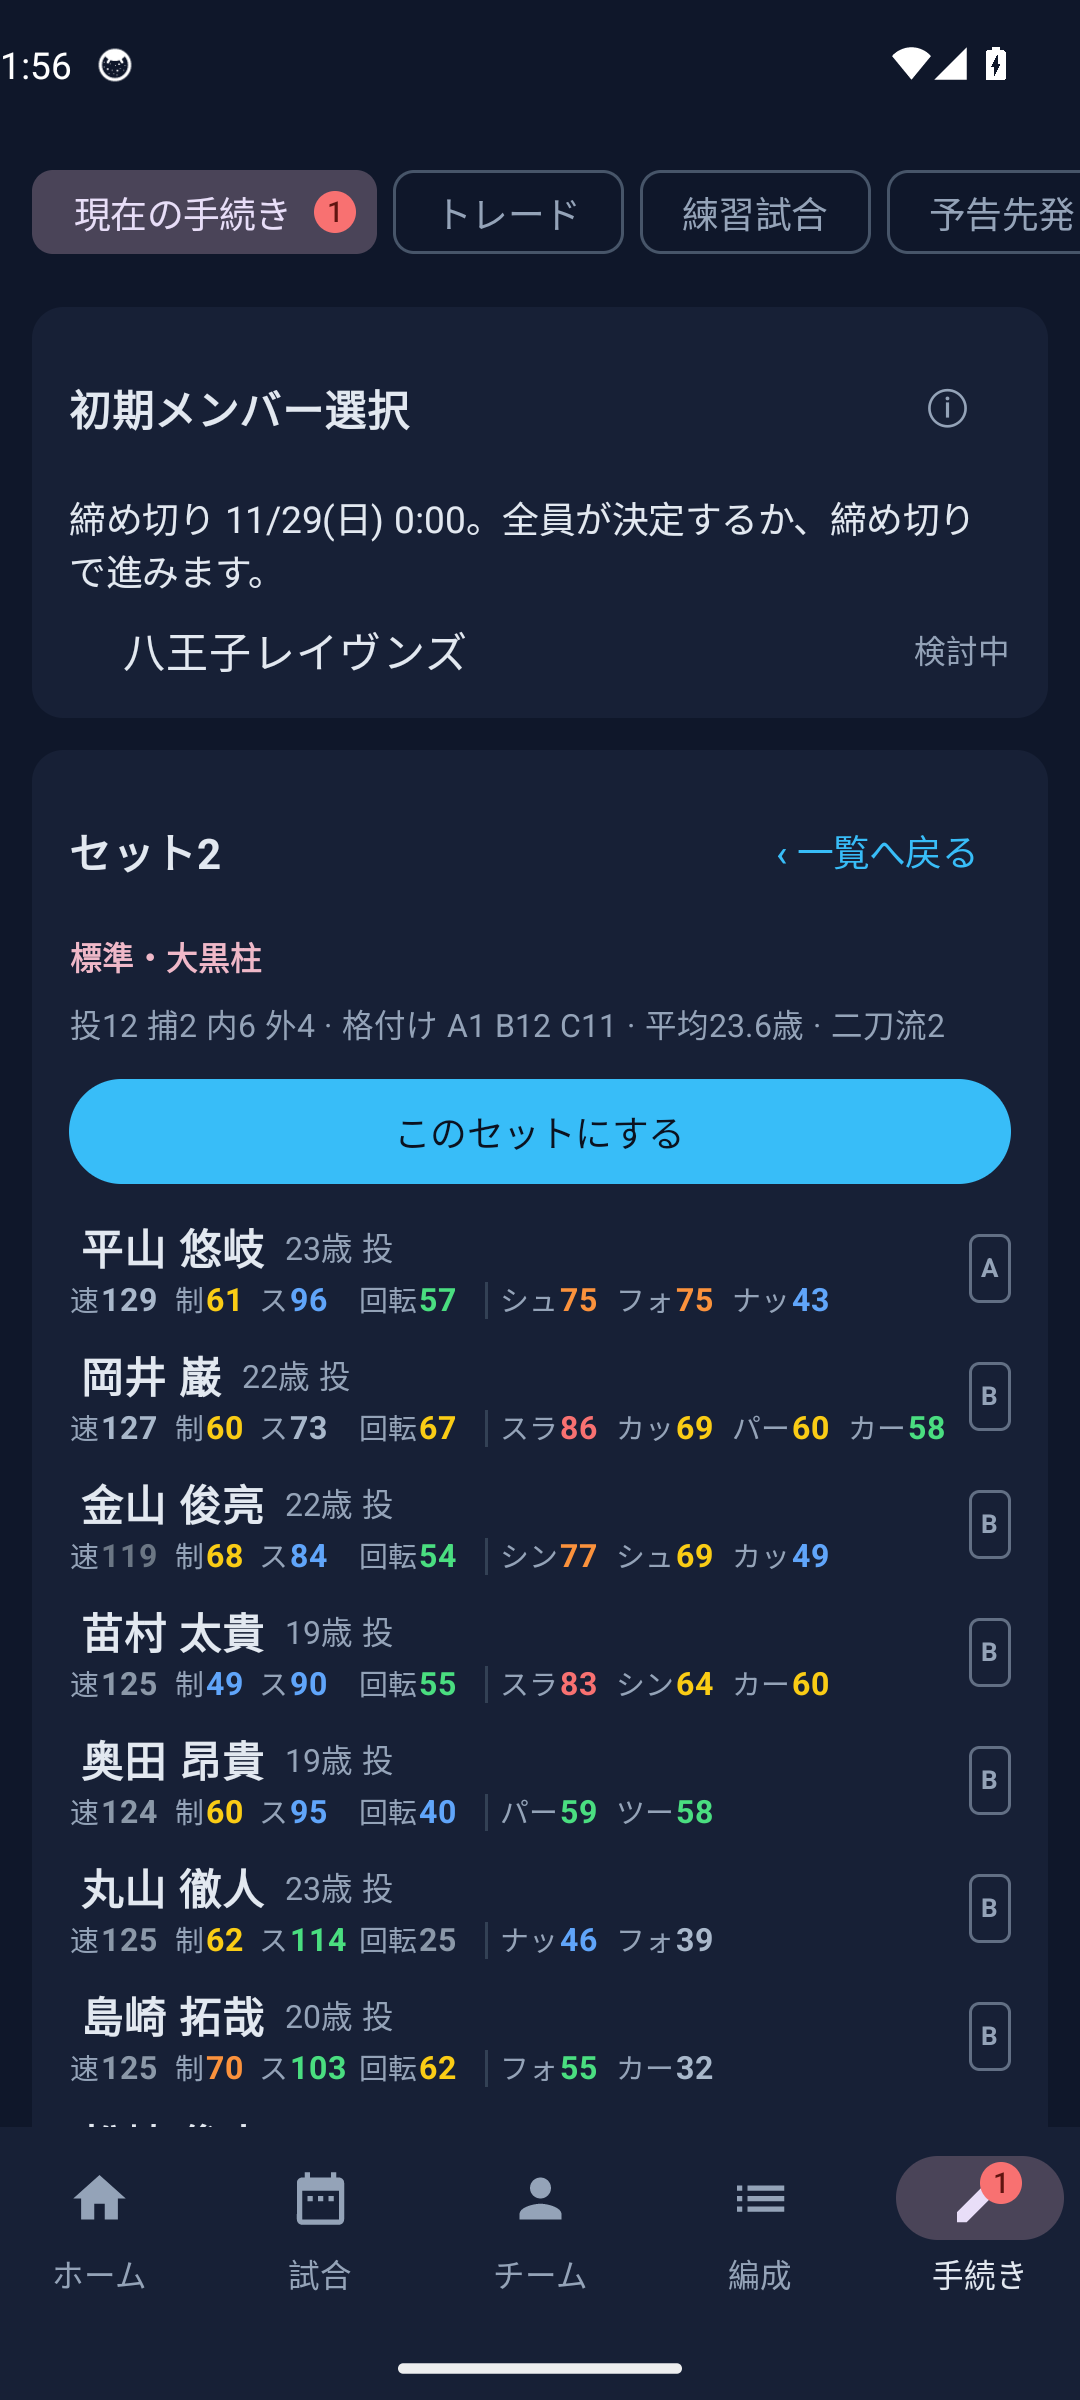 1:56
現在の手続き 1 トレード 練習試合 予告先発
初期メンバー選択
締め切り 11/29(日) 0:00。全員が決定するか、締め切り
で進みます。
八王子レイヴンズ 検討中
セット2 ‹ 一覧へ戻る
標準・大黒柱
投12 捕2 内6 外4 · 格付け A1 B12 C11 · 平均23.6歳 · 二刀流2
このセットにする
平山 悠岐 23歳 投 A
速129 制61 ス96 回転57 シュ75 フォ75 ナッ43
岡井 巌 22歳 投 B
速127 制60 ス73 回転67 スラ86 カッ69 パー60 カー58
金山 俊亮 22歳 投 B
速119 制68 ス84 回転54 シン77 シュ69 カッ49
苗村 太貴 19歳 投 B
速125 制49 ス90 回転55 スラ83 シン64 カー60
奥田 昂貴 19歳 投 B
速124 制60 ス95 回転40 パー59 ツー58
丸山 徹人 23歳 投 B
速125 制62 ス114 回転25 ナッ46 フォ39
島崎 拓哉 20歳 投 B
速125 制70 ス103 回転62 フォ55 カー32
1
ホーム 試合 チーム 編成 手続き